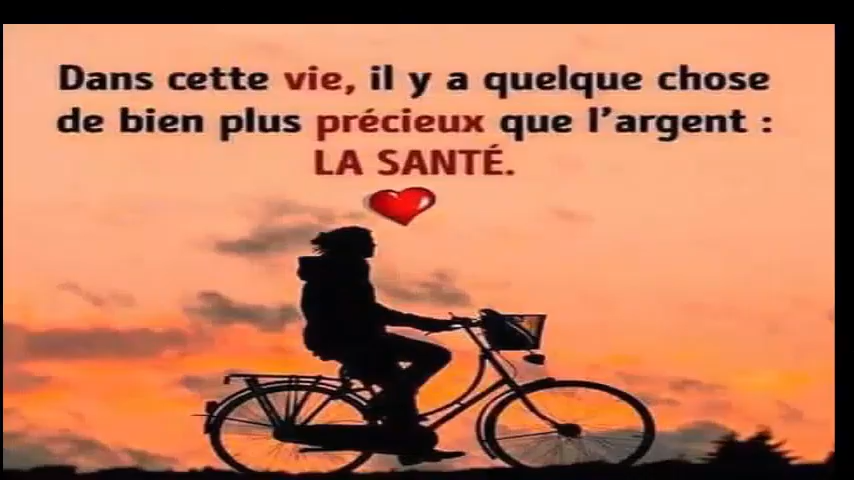 Dans cette vie, il y a quelque chose
de bien plus précieux que l'argent :
LA SANTÉ.